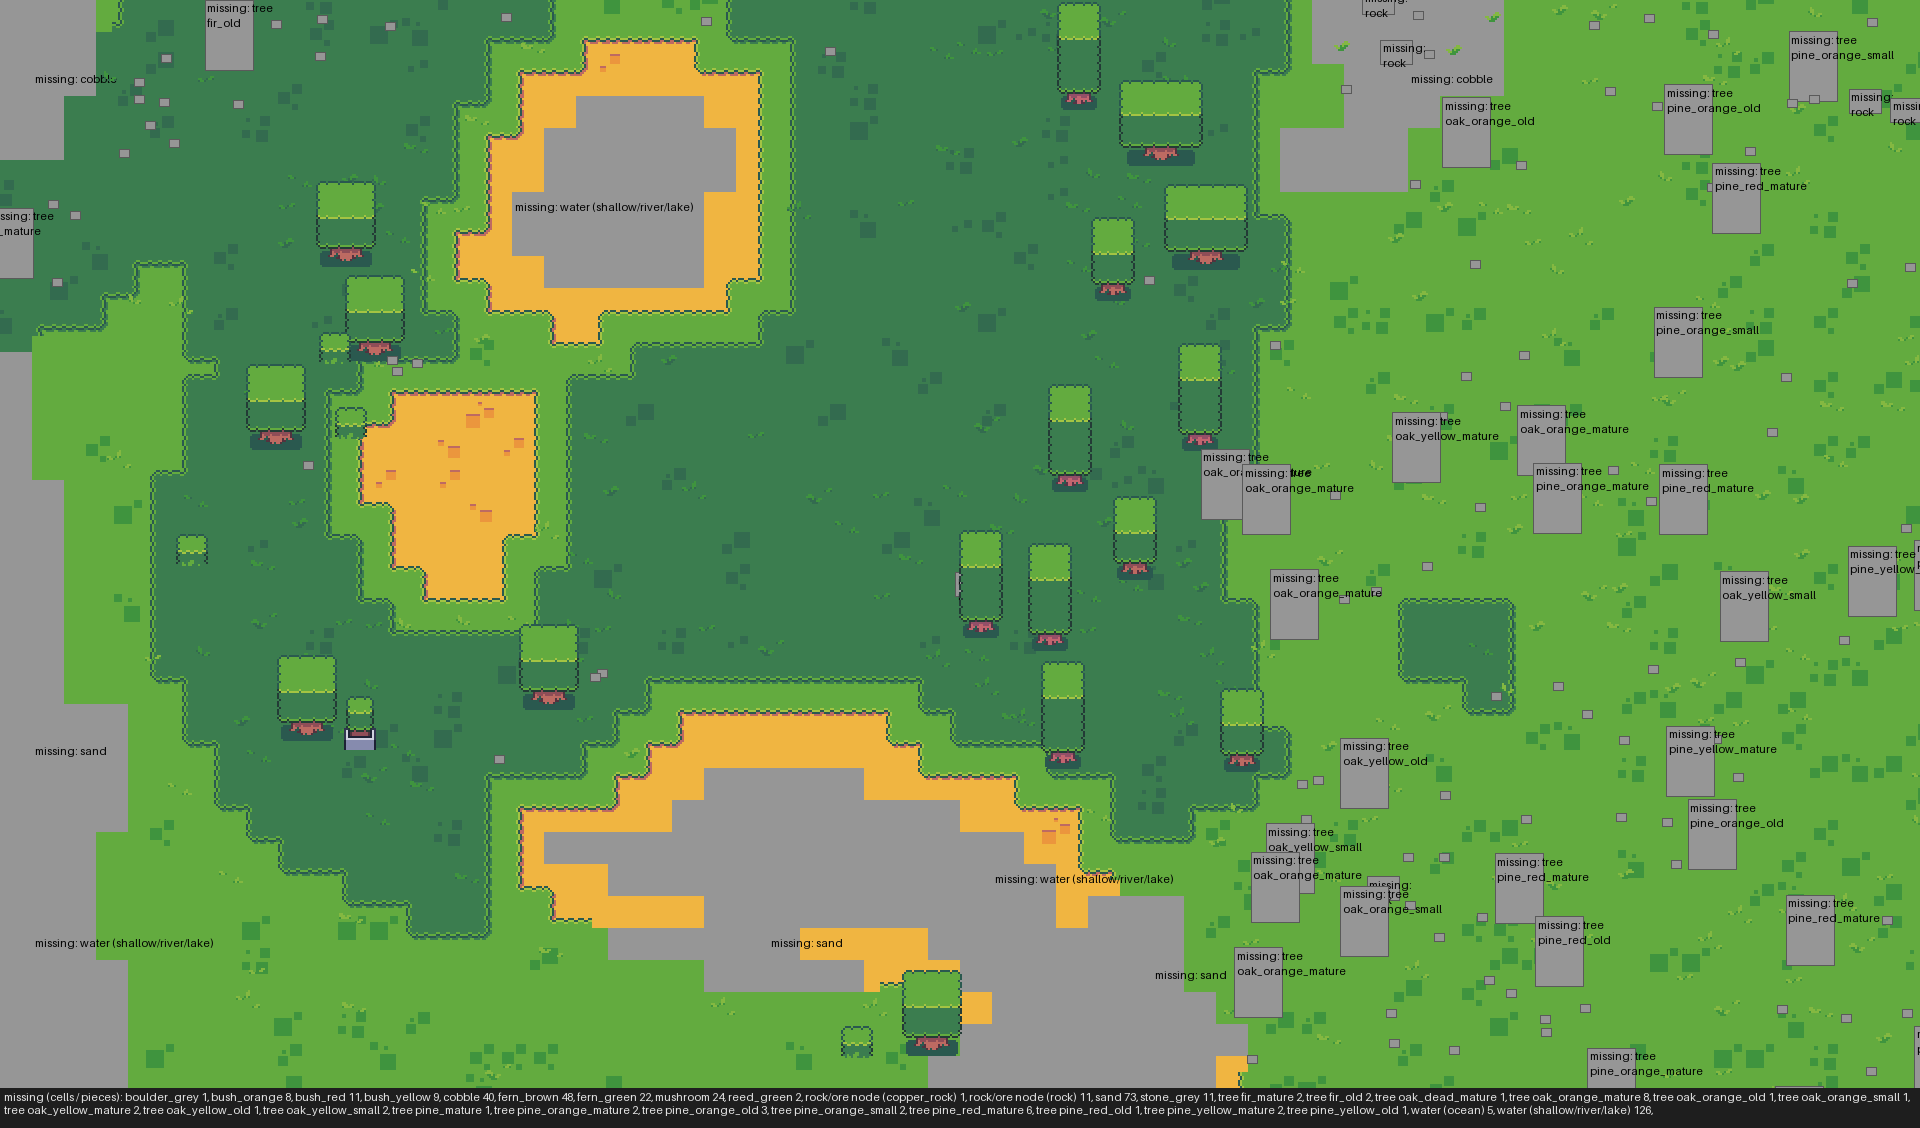 missing: tree
fir_old
missing:
rock
missing:
rock
missing: cobble
missing: cobble
missing: tree
pine_orange_small
missing: tree
pine_orange_old
missing:
rock
rock
missing: tree
oak_orange_old
missing: tree
pine_red_mature
missing: water (shallow/river/lake)
ssing: tree
_mature
missing: tree
pine_orange_small
missing: tree
oak_yellow_mature
missing: tree
oak_orange_mature
missing: tree
missing: tree
oak_orange_mature
missing: tree
pine_orange_mature
missing: tree
pine_red_mature
missing: tree
oak_orange_mature
missing: tree
oak_yellow_small
missing: tree
pine_yellow
missing: sand
missing: tree
oak_yellow_old
missing: tree
pine_yellow_mature
missing: tree
pine_orange_old
missing: tree
oak_yellow_small
missing: tree
oak_orange_mature
missing: tree
pine_red_mature
missing:
missing: tree
oak_orange_small
missing: water (shallow/river/lake)
missing: tree
pine_red_mature
missing: tree
pine_red_old
missing: water (shallow/river/lake)
missing: sand
missing: sand
missing: tree
oak_orange_mature
missing: tree
pine_orange_mature
missing (cells / pieces): boulder_grey 1, bush_orange 8, bush_red 11, bush_yellow 9, cobble 40, fern_brown 48, fern_green 22, mushroom 24, reed_green 2, rock/ore node (copper_rock) 1, rock/ore node (rock) 11, sand 73, stone_grey 11, tree fir_mature 2, tree fir_old 2, tree oak_dead_mature 1, tree oak_orange_mature 8, tree oak_orange_old 1, tree oak_orange_small 1,
tree oak_yellow_mature 2, tree oak_yellow_old 1, tree oak_yellow_small 2, tree pine_mature 1, tree pine_orange_mature 2, tree pine_orange_old 3, tree pine_orange_small 2, tree pine_red_mature 6, tree pine_red_old 1, tree pine_yellow_mature 2, tree pine_yellow_old 1, water (ocean) 5, water (shallow/river/lake) 126,